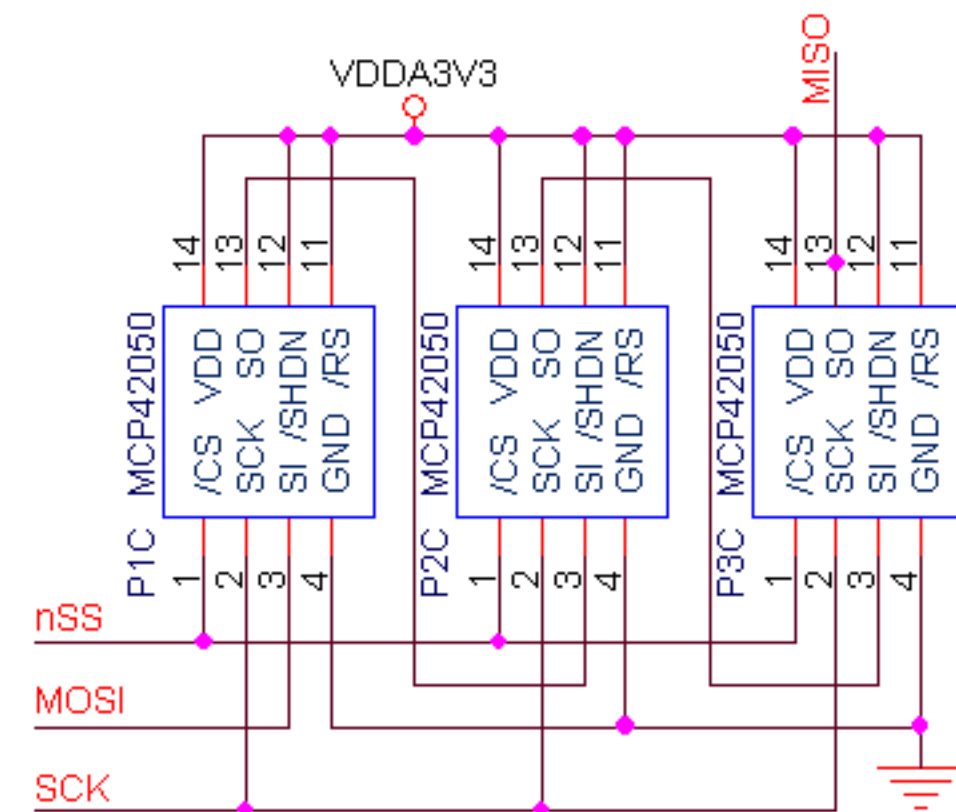 VDDA3V3
MISO
14 13 12 11
14 13 12 11
14 13 12 11
P1C MCP42050
/CS VDD
SCK SO
SI /SHDN
GND /RS
P2C MCP42050
/CS VDD
SCK SO
SI /SHDN
GND /RS
P3C MCP42050
/CS VDD
SCK SO
SI /SHDN
GND /RS
1 2 3 4
1 2 3 4
1 2 3 4
nSS
MOSI
SCK